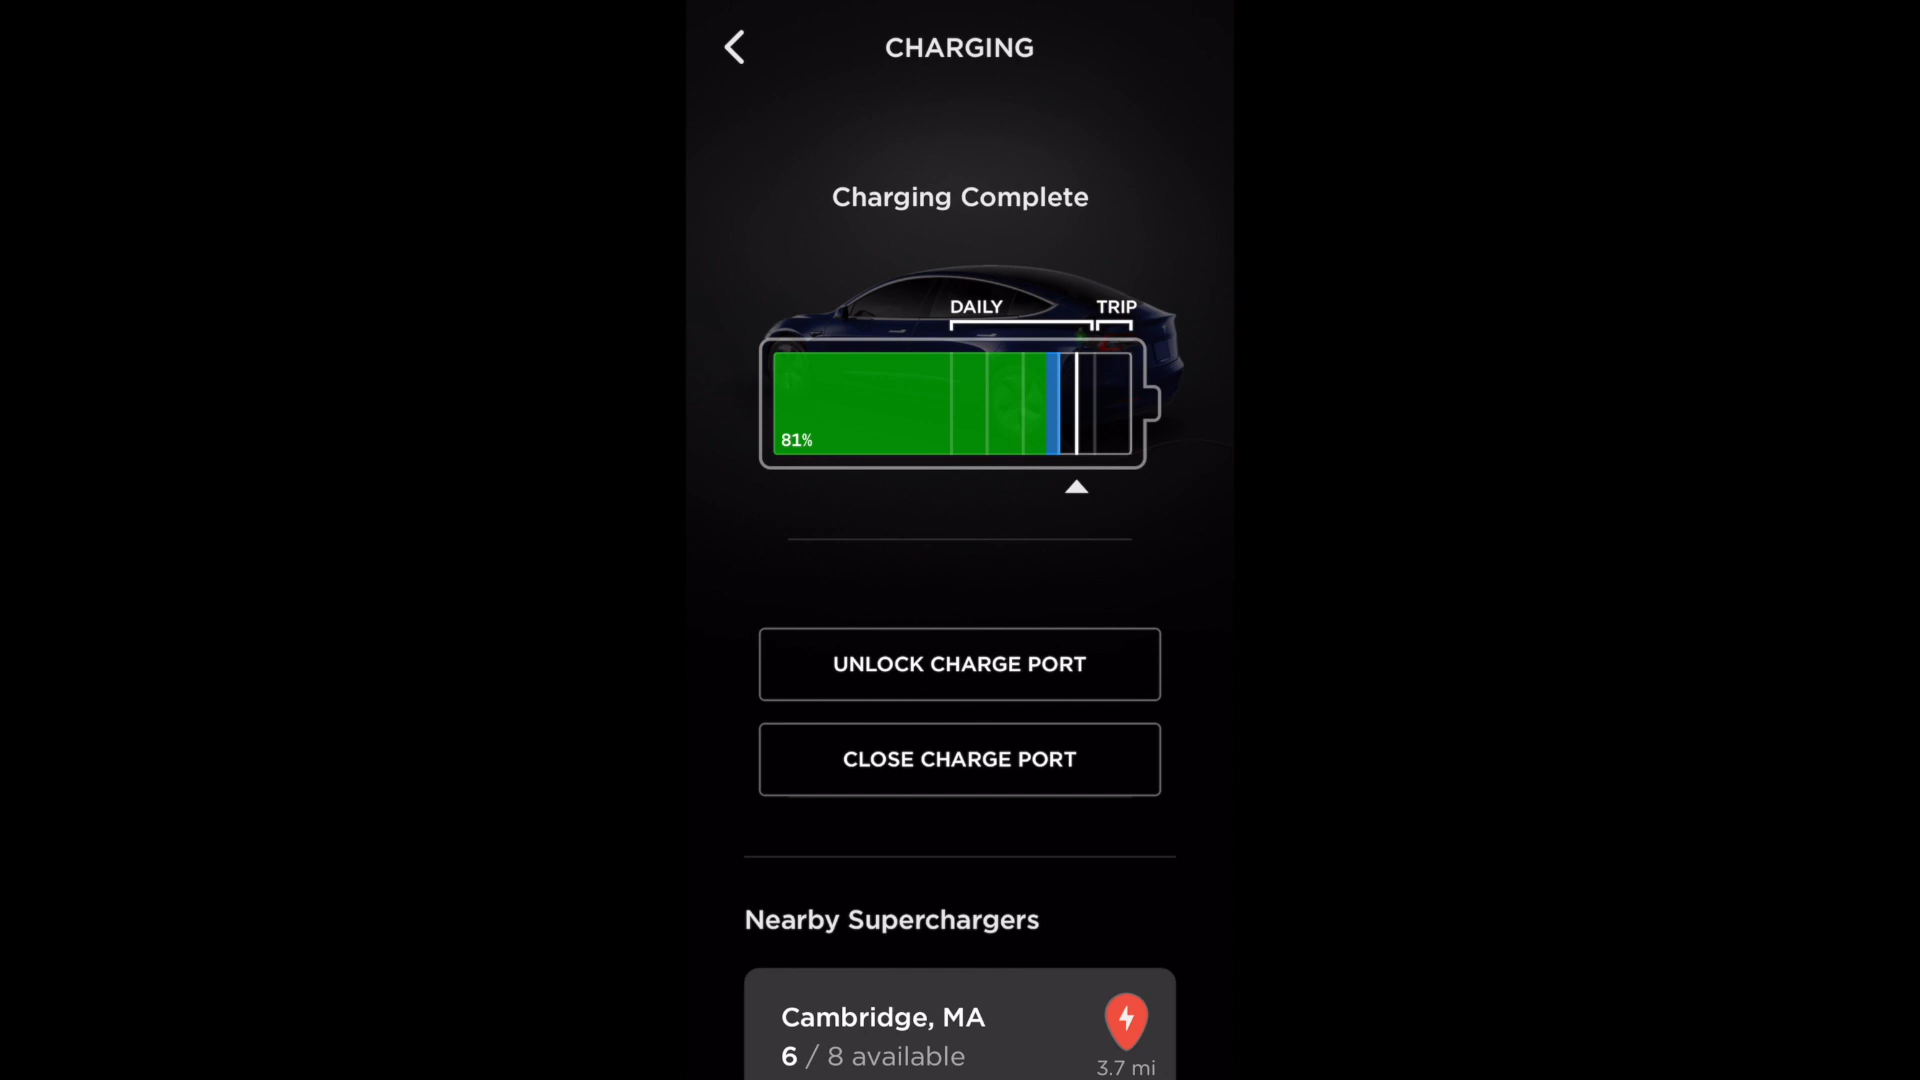 CHARGING
Charging Complete
DAILY TRIP
81%
UNLOCK CHARGE PORT
CLOSE CHARGE PORT
Nearby Superchargers
Cambridge, MA
6 / 8 available
3.7 mi